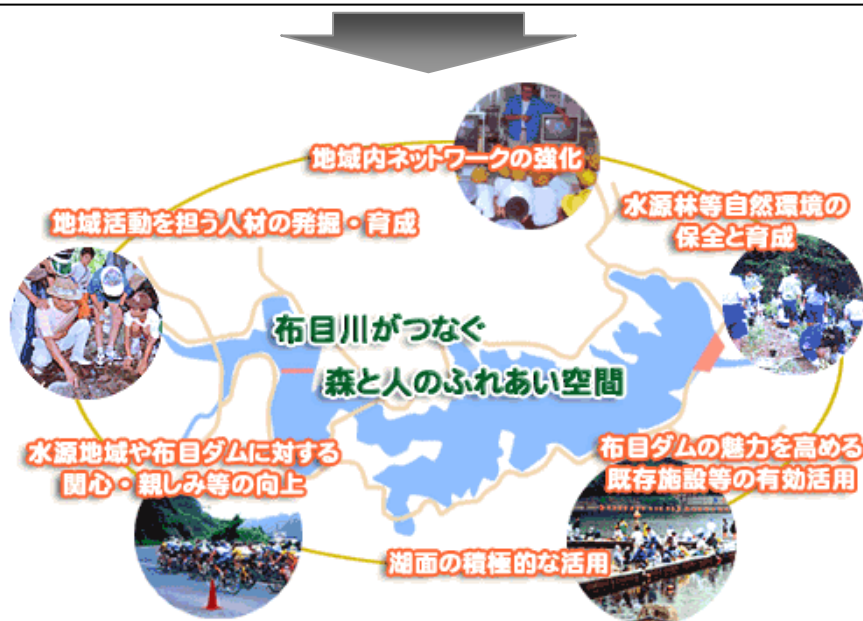 地域内ネットワークの強化
水源林等自然環境の
保全と育成
地域活動を担う人材の発掘・育成
布目川がつなぐ
森と人のふれあい空間
水源地域や布目ダムに対する
関心・親しみ等の向上
布目ダムの魅力を高める
既存施設等の有効活用
湖面の積極的な活用